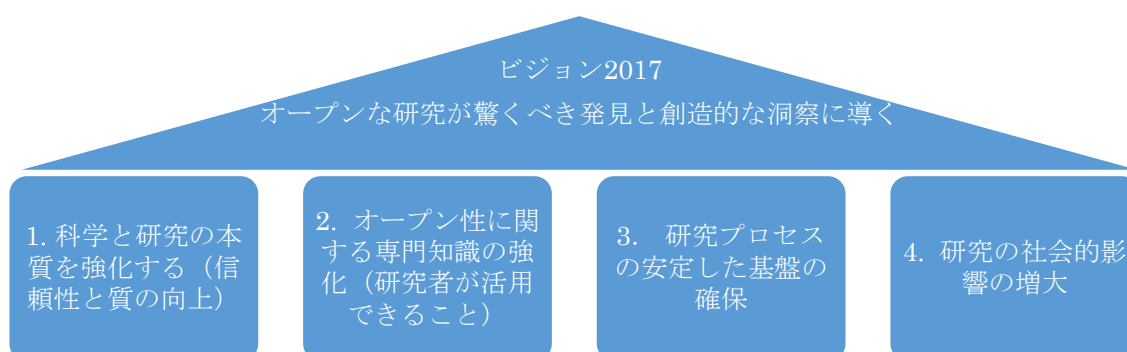 ビジョン2017
オープンな研究が驚くべき発見と創造的な洞察に導く
1. 科学と研究の本
質を強化する（信
頼性と質の向上）
2. オープン性に関
する専門知識の強
化（研究者が活用
できること）
3. 研究プロセス
の安定した基盤の
確保
4. 研究の社会的影
響の増大